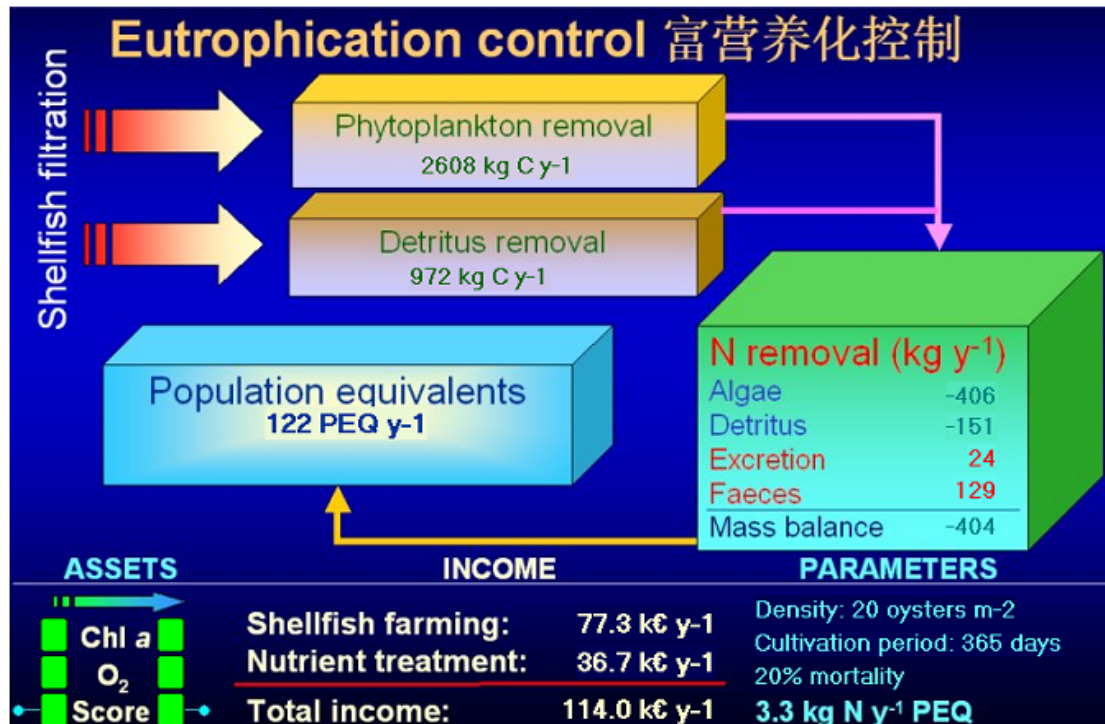 Eutrophication control 富营养化控制
Shellfish filtration
Phytoplankton removal
2608 kg C y-1
Detritus removal
972 kg C y-1
Population equivalents
122 PEQ y-1
N removal (kg y⁻¹)
Algae -406
Detritus -151
Excretion 24
Faeces 129
Mass balance -404
ASSETS
Chl a
O₂
Score
INCOME
Shellfish farming: 77.3 k€ y-1
Nutrient treatment: 36.7 k€ y-1
Total income: 114.0 k€ y-1
PARAMETERS
Density: 20 oysters m-2
Cultivation period: 365 days
20% mortality
3.3 kg N y⁻¹ PEQ